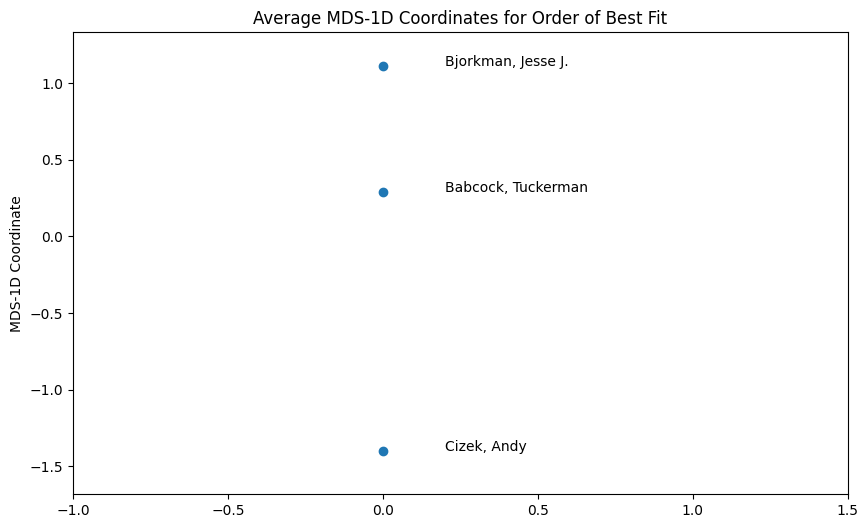 Average MDS-1D Coordinates for Order of Best Fit
MDS-1D Coordinate
1.0
0.5
0.0
−0.5
−1.0
−1.5
Bjorkman, Jesse J.
Babcock, Tuckerman
Cizek, Andy
−1.0 −0.5 0.0 0.5 1.0 1.5